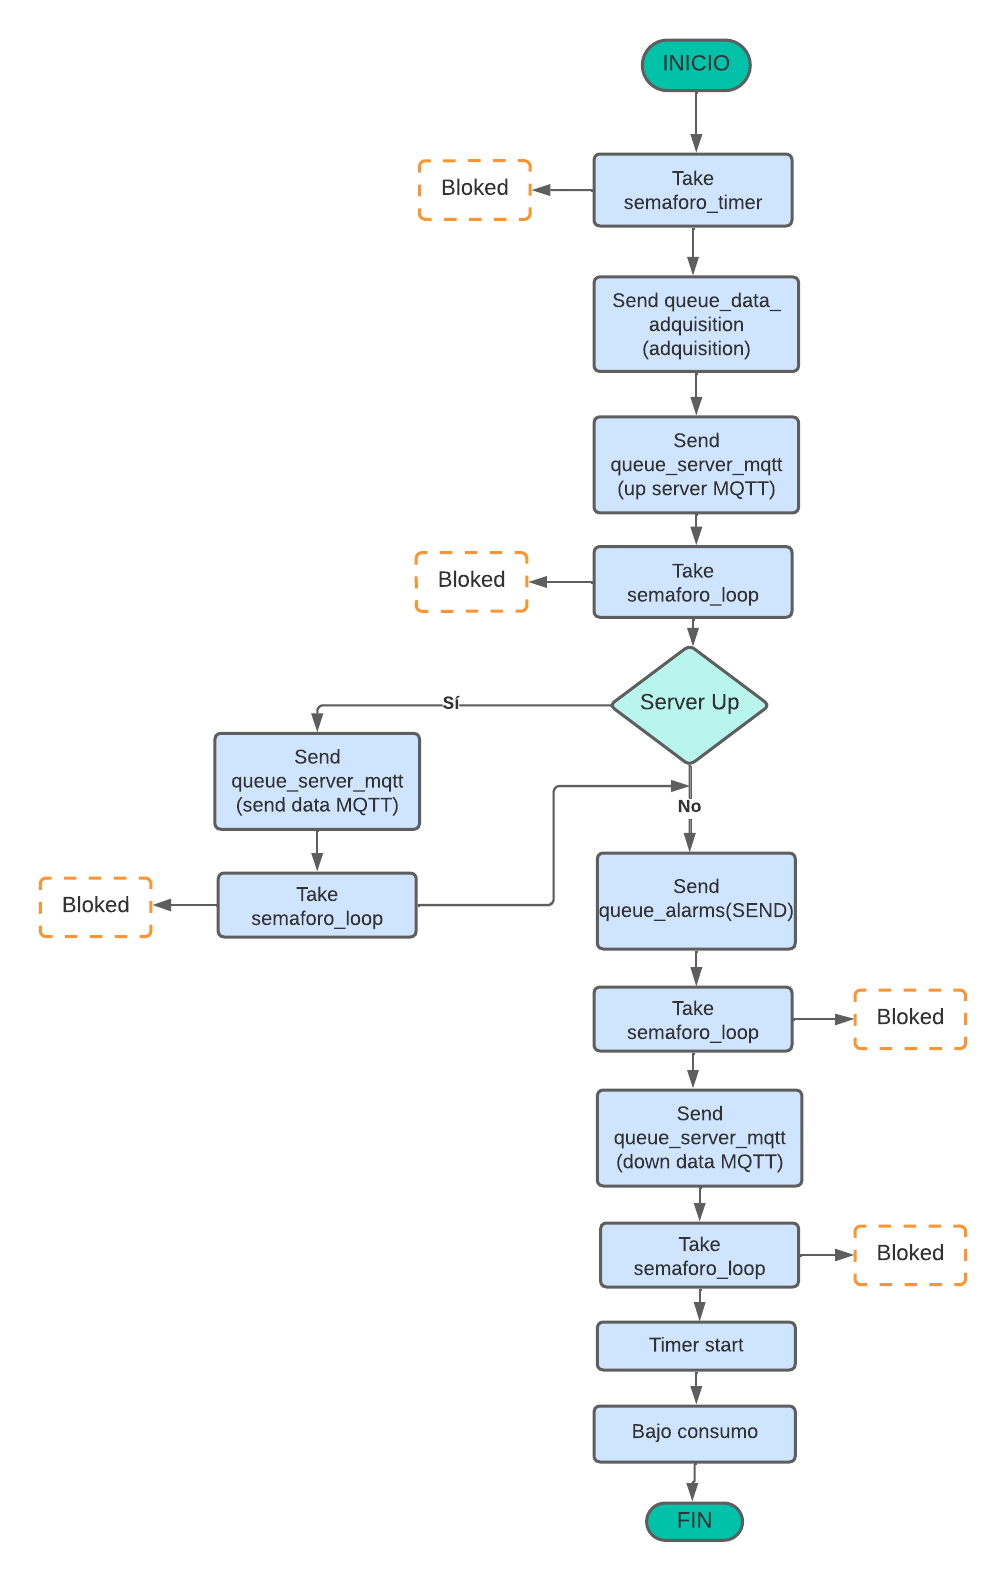 INICIO
Take
semaforo_timer
Bloked
Send queue_data_
adquisition
(adquisition)
Send
queue_server_mqtt
(up server MQTT)
Take
semaforo_loop
Bloked
Server Up
Sí
No
Send
queue_server_mqtt
(send data MQTT)
Take
semaforo_loop
Bloked
Send
queue_alarms(SEND)
Take
semaforo_loop
Bloked
Send
queue_server_mqtt
(down data MQTT)
Take
semaforo_loop
Bloked
Timer start
Bajo consumo
FIN